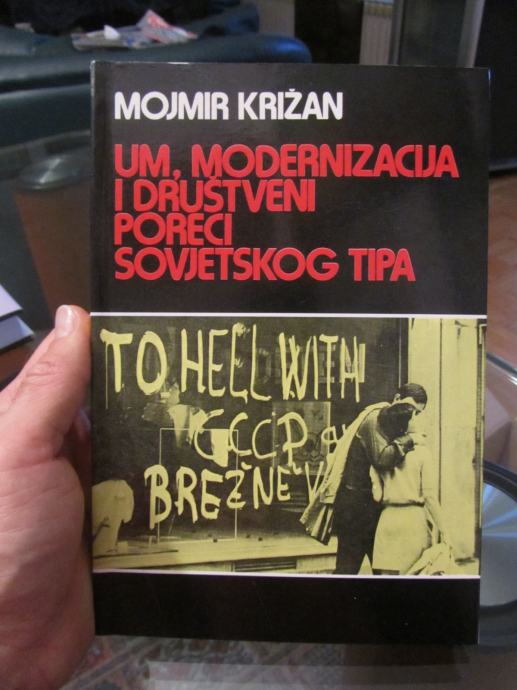 MOJMIR KRIŽAN
UM, MODERNIZACIJA
I DRUŠTVENI
PORECI
SOVJETSKOG TIPA
TO HELL WITH
CCCP
BREŽNEV